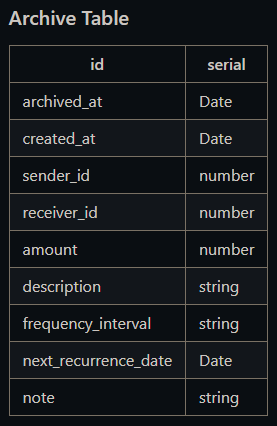 Archive Table
id serial
archived_at Date
created_at Date
sender_id number
receiver_id number
amount number
description string
frequency_interval string
next_recurrence_date Date
note string